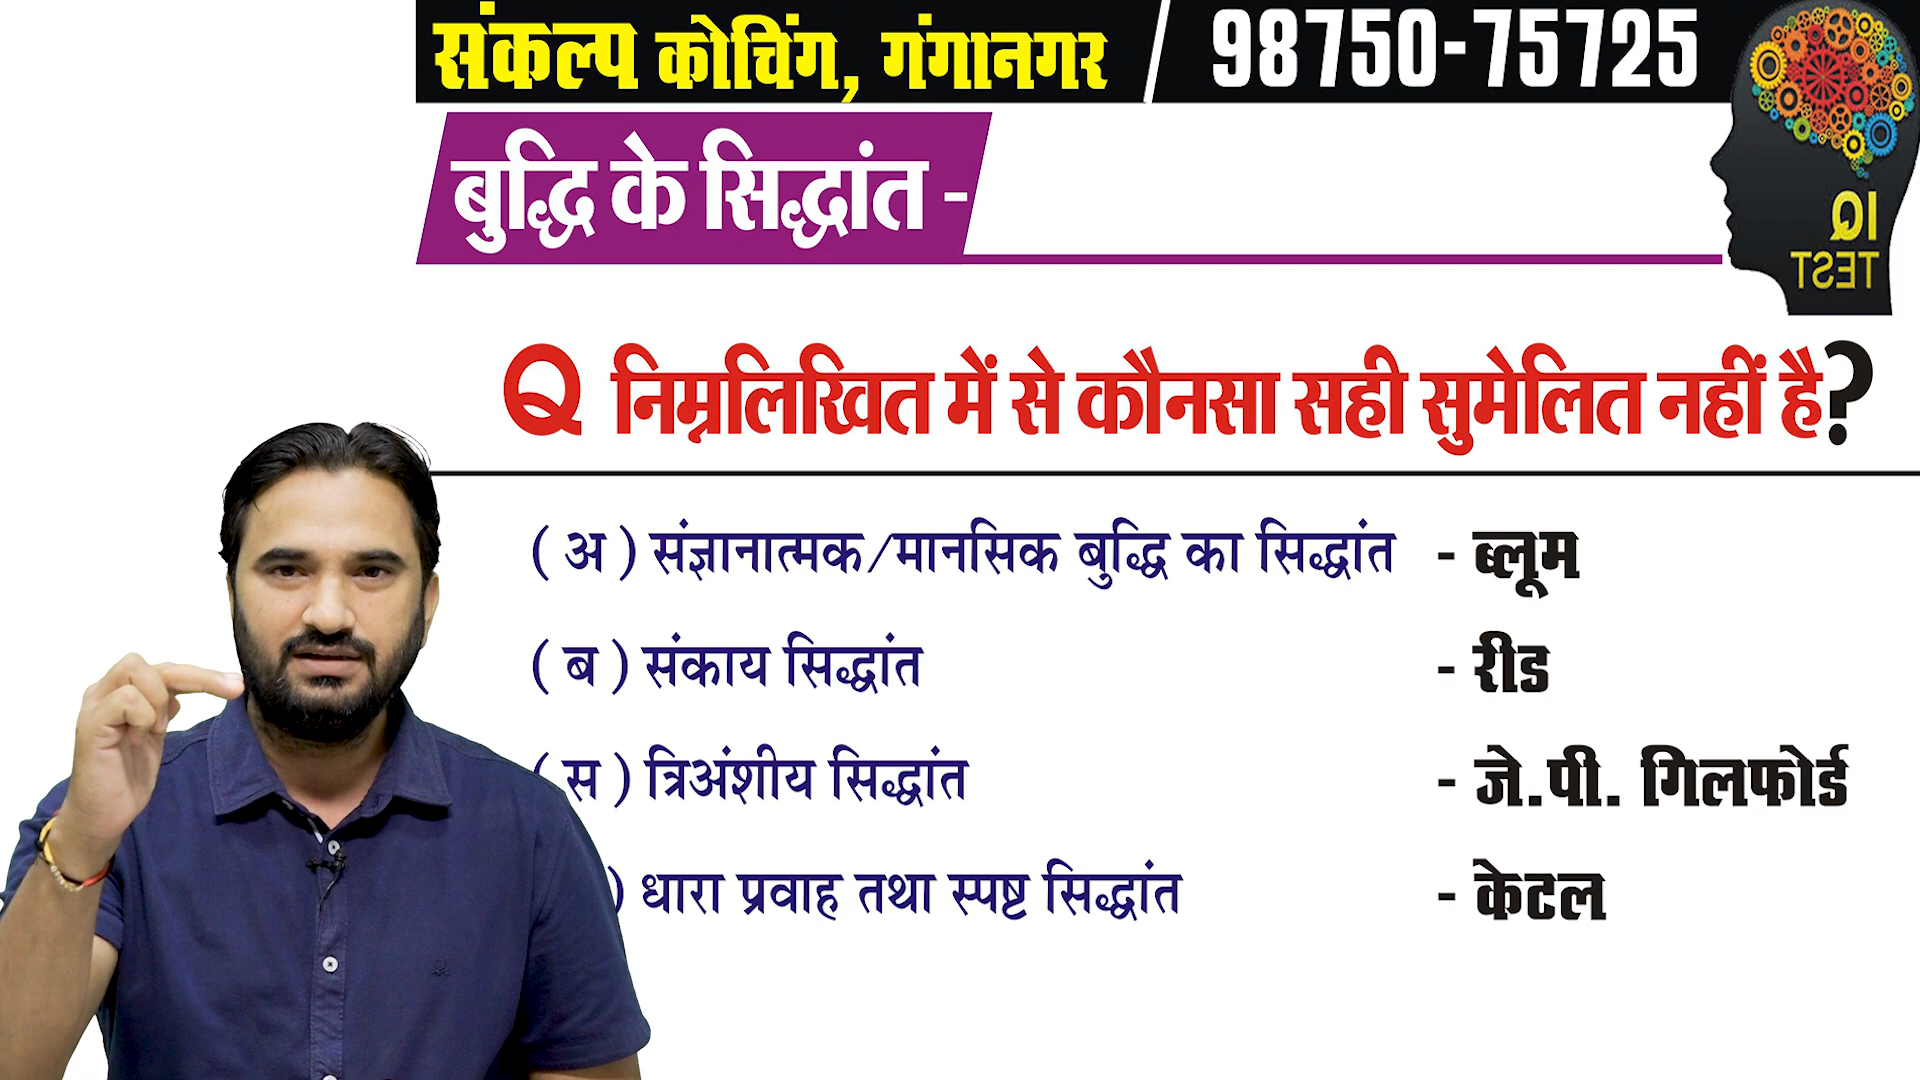 संकल्प कोचिंग, गंगानगर / 98750-75725
बुद्धि के सिद्धांत -
IQ
TEST
Q निम्नलिखित में से कौनसा सही सुमेलित नहीं है?
( अ ) संज्ञानात्मक/मानसिक बुद्धि का सिद्धांत - ब्लूम
( ब ) संकाय सिद्धांत - रीड
( स ) त्रिअंशीय सिद्धांत - जे.पी. गिलफोर्ड
) धारा प्रवाह तथा स्पष्ट सिद्धांत - केटल